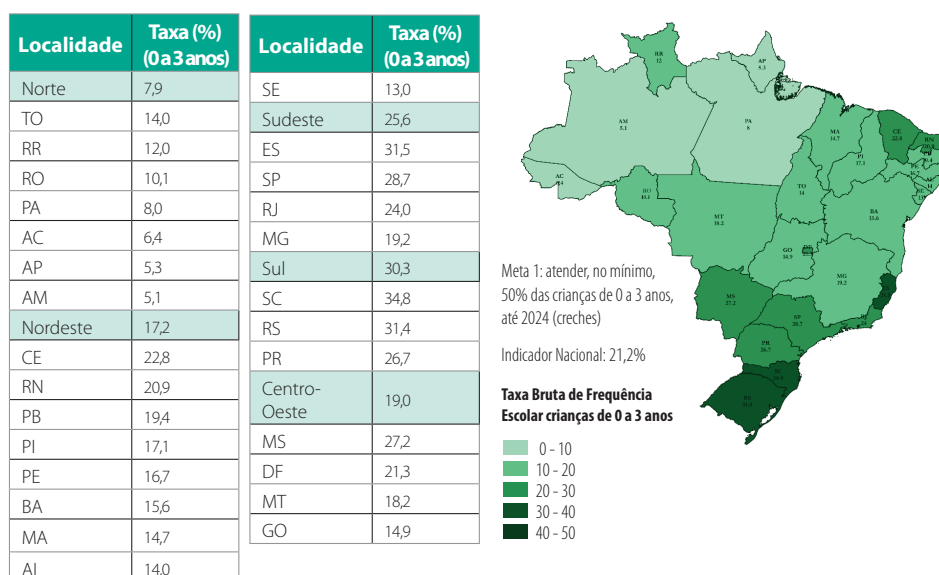 Localidade Taxa (%)
(0 a 3 anos)
Norte 7,9
TO 14,0
RR 12,0
RO 10,1
PA 8,0
AC 6,4
AP 5,3
AM 5,1
Nordeste 17,2
CE 22,8
RN 20,9
PB 19,4
PI 17,1
PE 16,7
BA 15,6
MA 14,7
AL 14,0
Localidade Taxa (%)
(0 a 3 anos)
SE 13,0
Sudeste 25,6
ES 31,5
SP 28,7
RJ 24,0
MG 19,2
Sul 30,3
SC 34,8
RS 31,4
PR 26,7
Centro-
Oeste 19,0
MS 27,2
DF 21,3
MT 18,2
GO 14,9
Meta 1: atender, no mínimo,
50% das crianças de 0 a 3 anos,
até 2024 (creches)
Indicador Nacional: 21,2%
Taxa Bruta de Frequência
Escolar crianças de 0 a 3 anos
0 - 10
10 - 20
20 - 30
30 - 40
40 - 50
RR
12
AP
5.3
AM
5.1
PA
8
MA
14.7
CE
22.8
RN
PI
17.1
AC
RO
10.1
TO
14
BA
15.6
MT
18.2
GO
14.9
MG
19.2
MS
27.2
SP
28.7
PR
26.7
RS
31.4